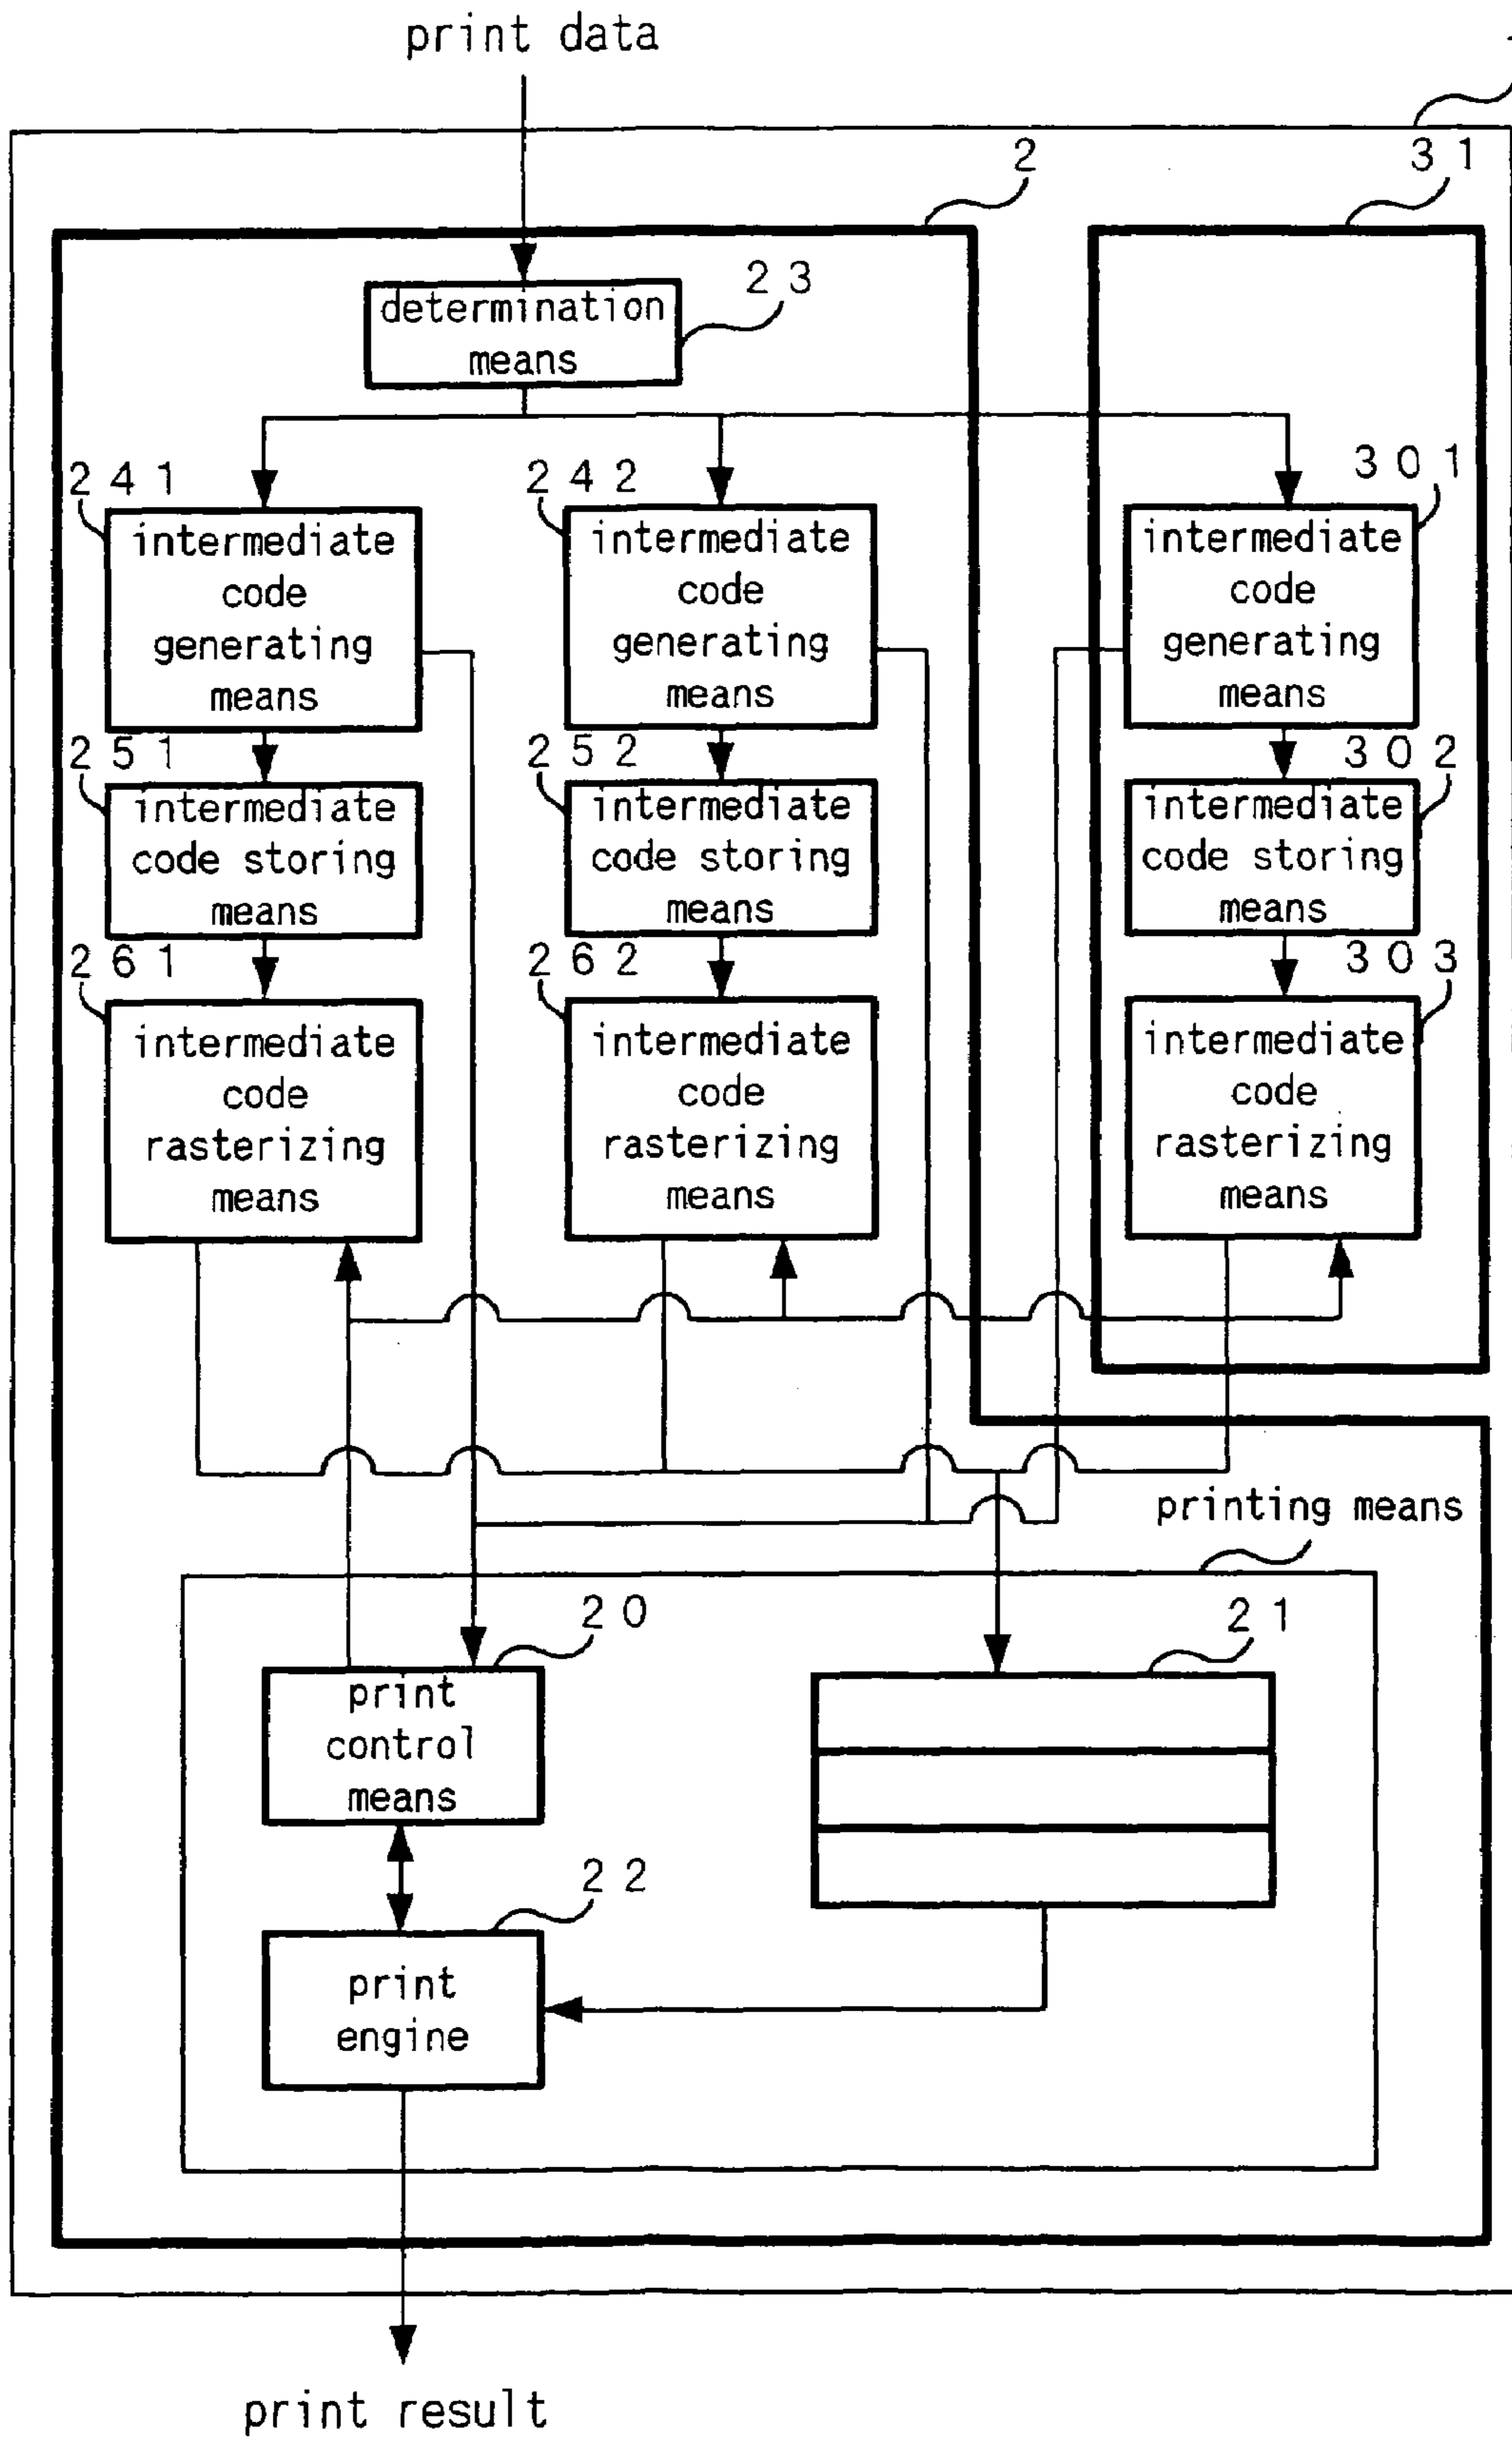 print data
2
3 1
2 3
determination
means
2 4 1
2 4 2
3 0 1
intermediate
code
generating
means
intermediate
code
generating
means
intermediate
code
generating
means
2 5 1
2 5 2
3 0 2
intermediate
code storing
means
intermediate
code storing
means
intermediate
code storing
means
2 6 1
2 6 2
3 0 3
intermediate
code
rasterizing
means
intermediate
code
rasterizing
means
intermediate
code
rasterizing
means
printing means
2 0
2 1
print
control
means
2 2
print
engine
print result